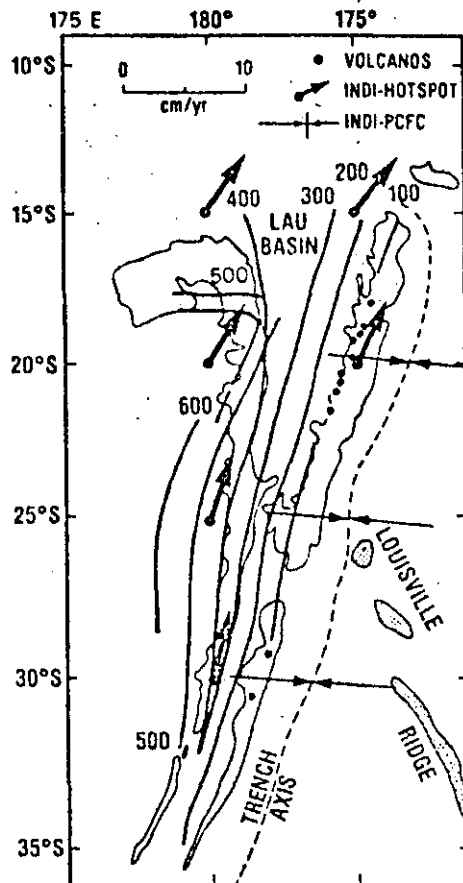 175 E 180° 175°
10°S
0 10
cm/yr
VOLCANOS
INDI-HOTSPOT
INDI-PCFC
400 300 200 100
15°S
LAU
BASIN
500
20°S
600
25°S
LOUISVILLE
30°S
500
TRENCH
AXIS
RIDGE
35°S